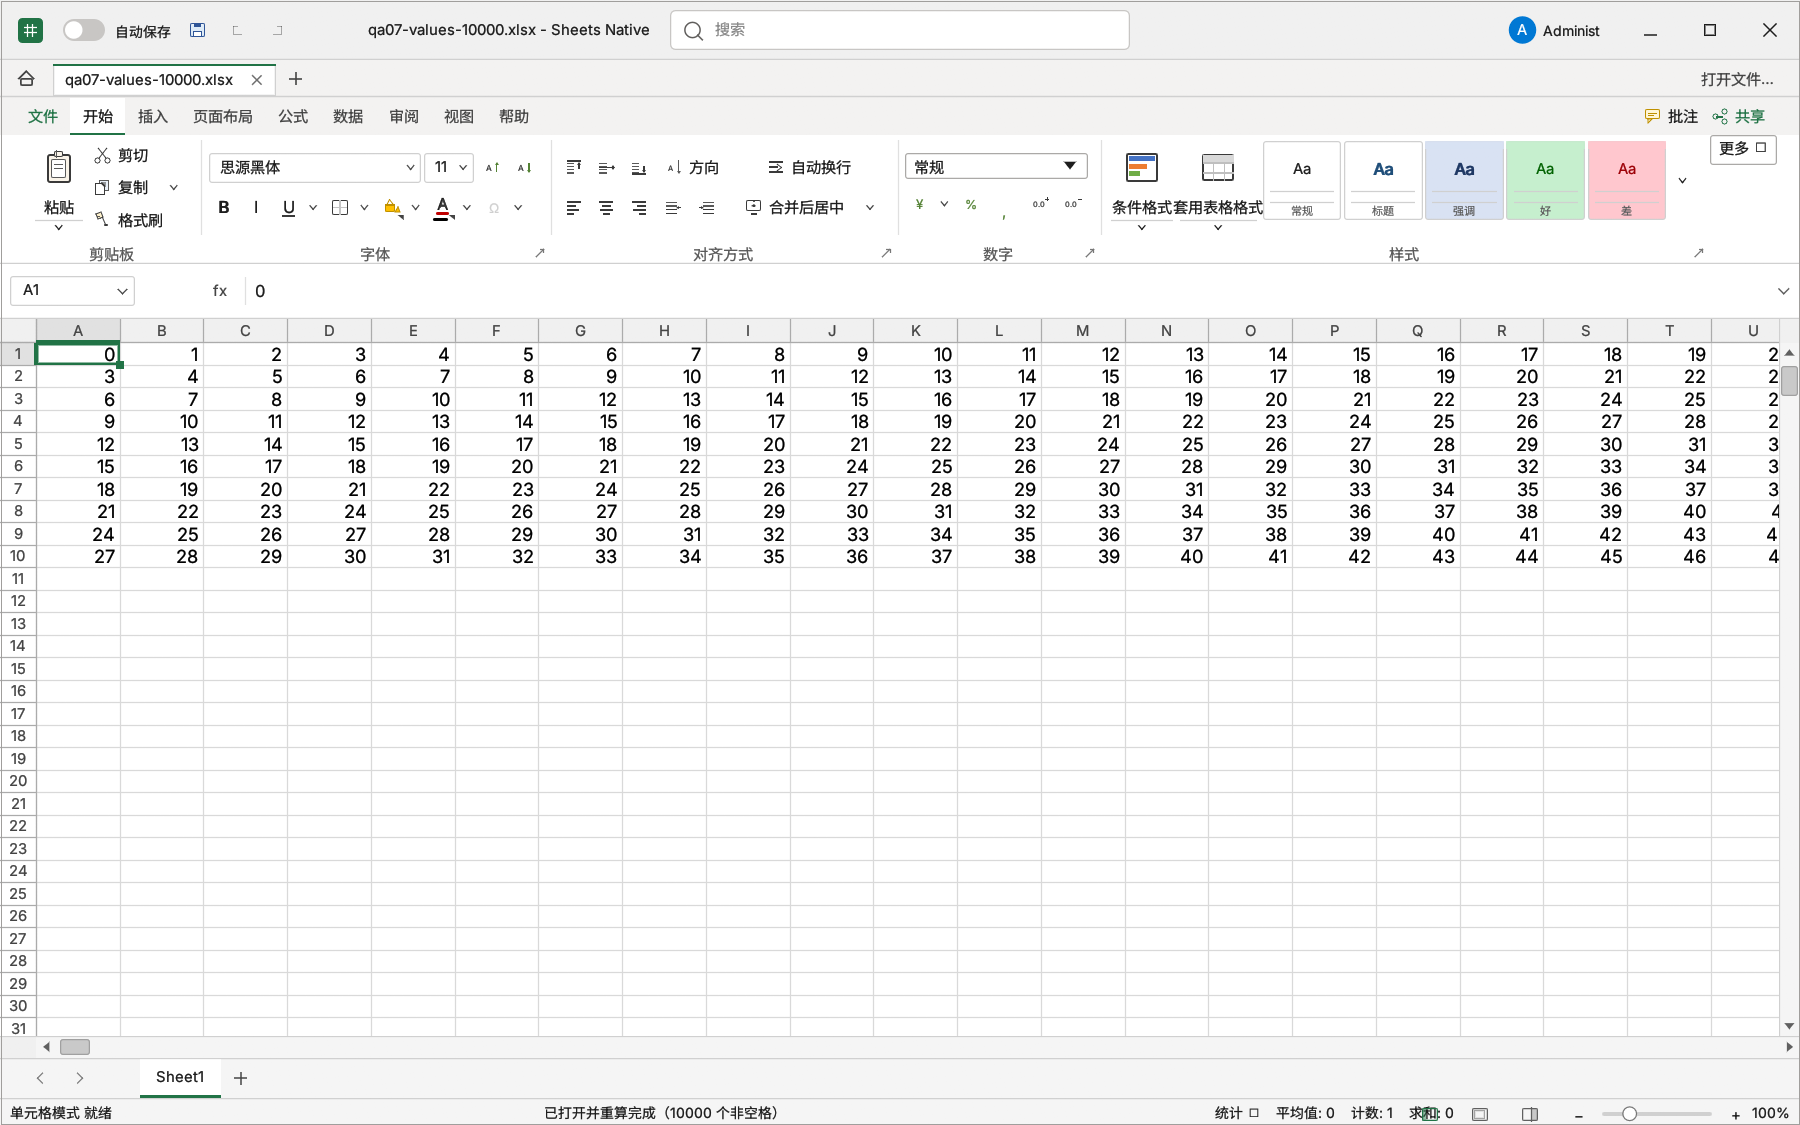 自动保存 qa07-values-10000.xlsx - Sheets Native 搜索 A Administ
qa07-values-10000.xlsx 打开文件...
文件 开始 插入 页面布局 公式 数据 审阅 视图 帮助 批注 共享
粘贴 剪切 复制 格式刷 剪贴板
思源黑体 11 A A
B I U A Ω 字体
A 方向 自动换行
合并后居中 对齐方式
常规
¥ % , 0.0+ 0.0- 数字
条件格式 套用表格格式
Aa 常规 Aa 标题 Aa 强调 Aa 好 Aa 差 更多
样式
A1 fx 0
A B C D E F G H I J K L M N O P Q R S T U
1 0 1 2 3 4 5 6 7 8 9 10 11 12 13 14 15 16 17 18 19 2
2 3 4 5 6 7 8 9 10 11 12 13 14 15 16 17 18 19 20 21 22 2
3 6 7 8 9 10 11 12 13 14 15 16 17 18 19 20 21 22 23 24 25 2
4 9 10 11 12 13 14 15 16 17 18 19 20 21 22 23 24 25 26 27 28 2
5 12 13 14 15 16 17 18 19 20 21 22 23 24 25 26 27 28 29 30 31 3
6 15 16 17 18 19 20 21 22 23 24 25 26 27 28 29 30 31 32 33 34 3
7 18 19 20 21 22 23 24 25 26 27 28 29 30 31 32 33 34 35 36 37 3
8 21 22 23 24 25 26 27 28 29 30 31 32 33 34 35 36 37 38 39 40 4
9 24 25 26 27 28 29 30 31 32 33 34 35 36 37 38 39 40 41 42 43 4
10 27 28 29 30 31 32 33 34 35 36 37 38 39 40 41 42 43 44 45 46 4
11
12
13
14
15
16
17
18
19
20
21
22
23
24
25
26
27
28
29
30
31
Sheet1
单元格模式 就绪 已打开并重算完成（10000 个非空格） 统计 平均值: 0 计数: 1 求和: 0 100%